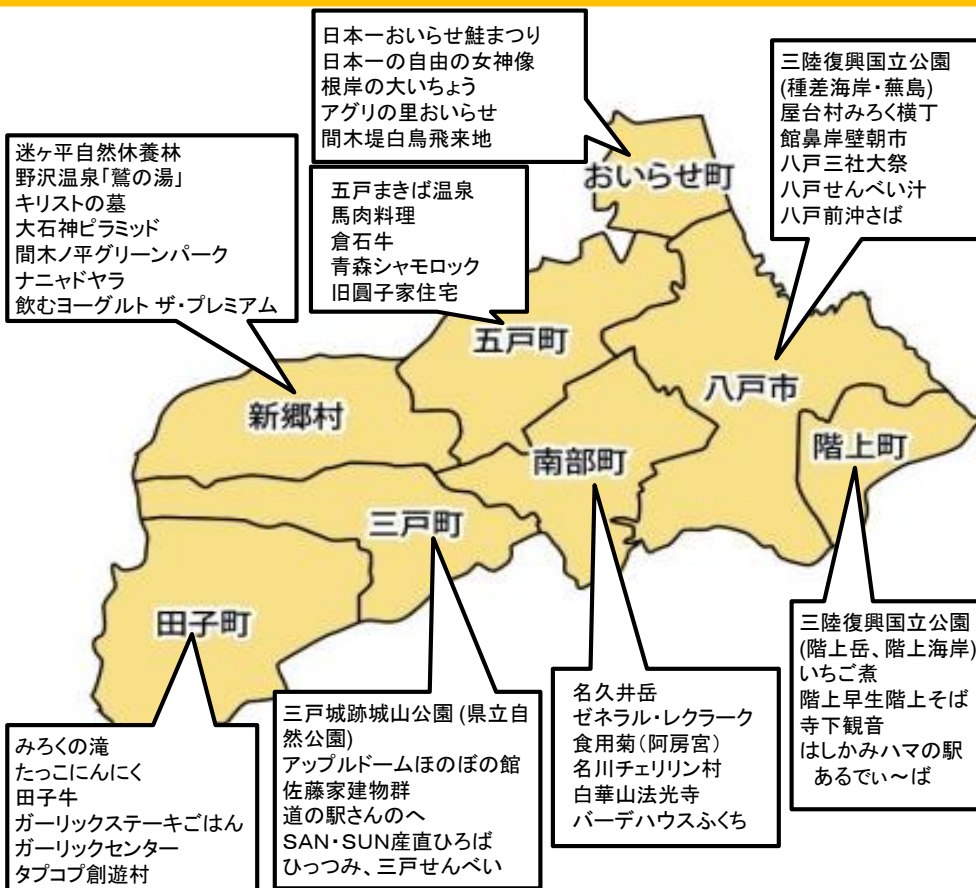 日本一おいらせ鮭まつり
日本一の自由の女神像
根岸の大いちょう
アグリの里おいらせ
間木堤白鳥飛来地
三陸復興国立公園
(種差海岸・蕪島)
屋台村みろく横丁
館鼻岸壁朝市
八戸三社大祭
八戸せんべい汁
八戸前沖さば
迷ヶ平自然休養林
野沢温泉「鷲の湯」
キリストの墓
大石神ピラミッド
間木ノ平グリーンパーク
ナニャドヤラ
飲むヨーグルト ザ・プレミアム
五戸まきば温泉
馬肉料理
倉石牛
青森シャモロック
旧圓子家住宅
おいらせ町
五戸町
八戸市
新郷村
南部町
階上町
三戸町
田子町
みろくの滝
たっこにんにく
田子牛
ガーリックステーキごはん
ガーリックセンター
タプコプ創遊村
三戸城跡城山公園 (県立自
然公園)
アップルドームほのぼの館
佐藤家建物群
道の駅さんのへ
SAN・SUN産直ひろば
ひっつみ、三戸せんべい
名久井岳
ゼネラル・レクラーク
食用菊(阿房宮)
名川チェリリン村
白華山法光寺
バーデハウスふくち
三陸復興国立公園
(階上岳、階上海岸)
いちご煮
階上早生階上そば
寺下観音
はしかみハマの駅
あるでぃ~ば